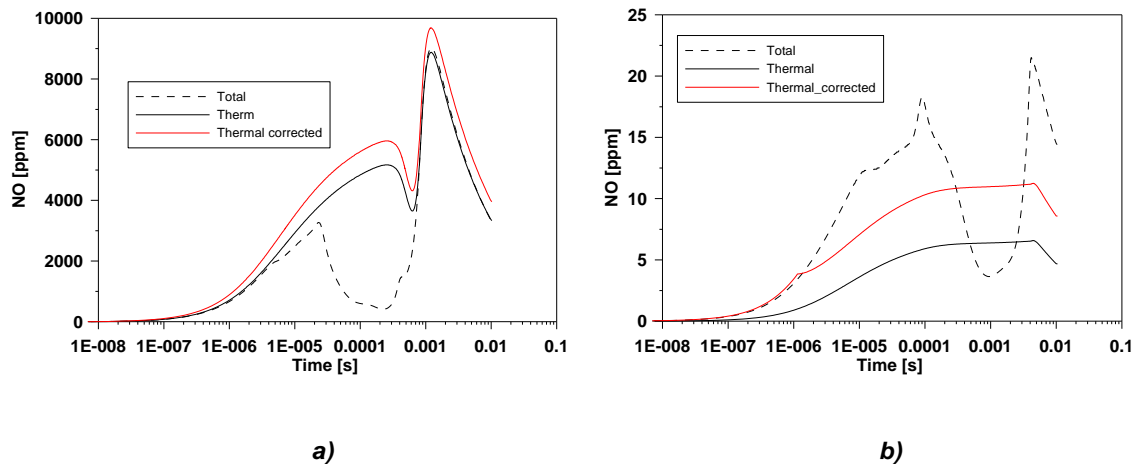 10000
8000
6000
4000
2000
0
NO [ppm]
Total
Therm
Thermal corrected
1E-008 1E-007 1E-006 1E-005 0.0001 0.001 0.01 0.1
Time [s]
a)
25
20
15
10
5
0
NO [ppm]
Total
Thermal
Thermal_corrected
1E-008 1E-007 1E-006 1E-005 0.0001 0.001 0.01 0.1
Time [s]
b)